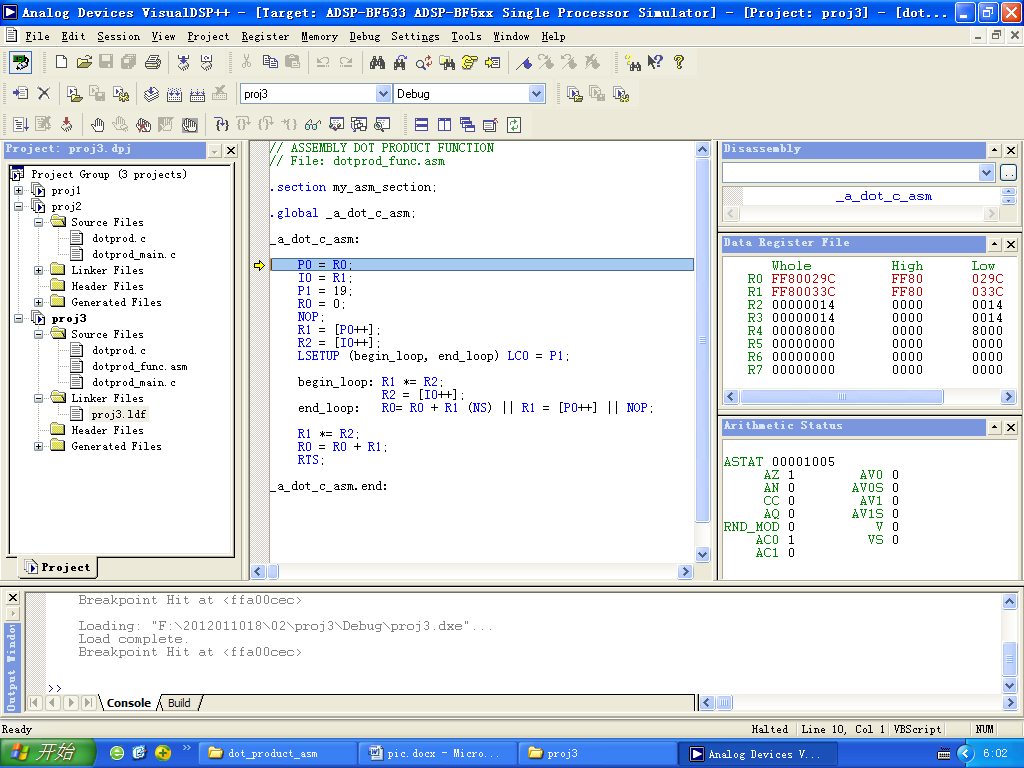 Analog Devices VisualDSP++ - [Target: ADSP-BF533 ADSP-BF5xx Single Processor Simulator] - [Project: proj3] - [dot...
File Edit Session View Project Register Memory Debug Settings Tools Window Help
proj3 Debug
Project: proj3.dpj
Project Group (3 projects)
proj1
proj2
Source Files
dotprod.c
dotprod_main.c
Linker Files
Header Files
Generated Files
proj3
Source Files
dotprod.c
dotprod_func.asm
dotprod_main.c
Linker Files
proj3.ldf
Header Files
Generated Files
Project
// ASSEMBLY DOT PRODUCT FUNCTION
// File: dotprod_func.asm
.section my_asm_section;
.global _a_dot_c_asm;
_a_dot_c_asm:
P0 = R0;
I0 = R1;
P1 = 19;
R0 = 0;
NOP;
R1 = [P0++];
R2 = [I0++];
LSETUP (begin_loop, end_loop) LC0 = P1;
begin_loop: R1 *= R2;
R2 = [I0++];
end_loop: R0= R0 + R1 (NS) || R1 = [P0++] || NOP;
R1 *= R2;
R0 = R0 + R1;
RTS;
_a_dot_c_asm.end:
Disassembly
_a_dot_c_asm
Data Register File
Whole High Low
R0 FF80029C FF80 029C
R1 FF80033C FF80 033C
R2 00000014 0000 0014
R3 00000014 0000 0014
R4 00008000 0000 8000
R5 00000000 0000 0000
R6 00000000 0000 0000
R7 00000000 0000 0000
Arithmetic Status
ASTAT 00001005
AZ 1 AV0 0
AN 0 AV0S 0
CC 0 AV1 0
AQ 0 AV1S 0
RND_MOD 0 V 0
AC0 1 VS 0
AC1 0
Breakpoint Hit at <ffa00cec>
Loading: "F:\2012011018\02\proj3\Debug\proj3.dxe"...
Load complete.
Breakpoint Hit at <ffa00cec>
>>
Output Window
Console Build
Ready Halted Line 10, Col 1 VBScript NUM
开始 dot_product_asm pic.docx - Micro... proj3 Analog Devices V... 6:02